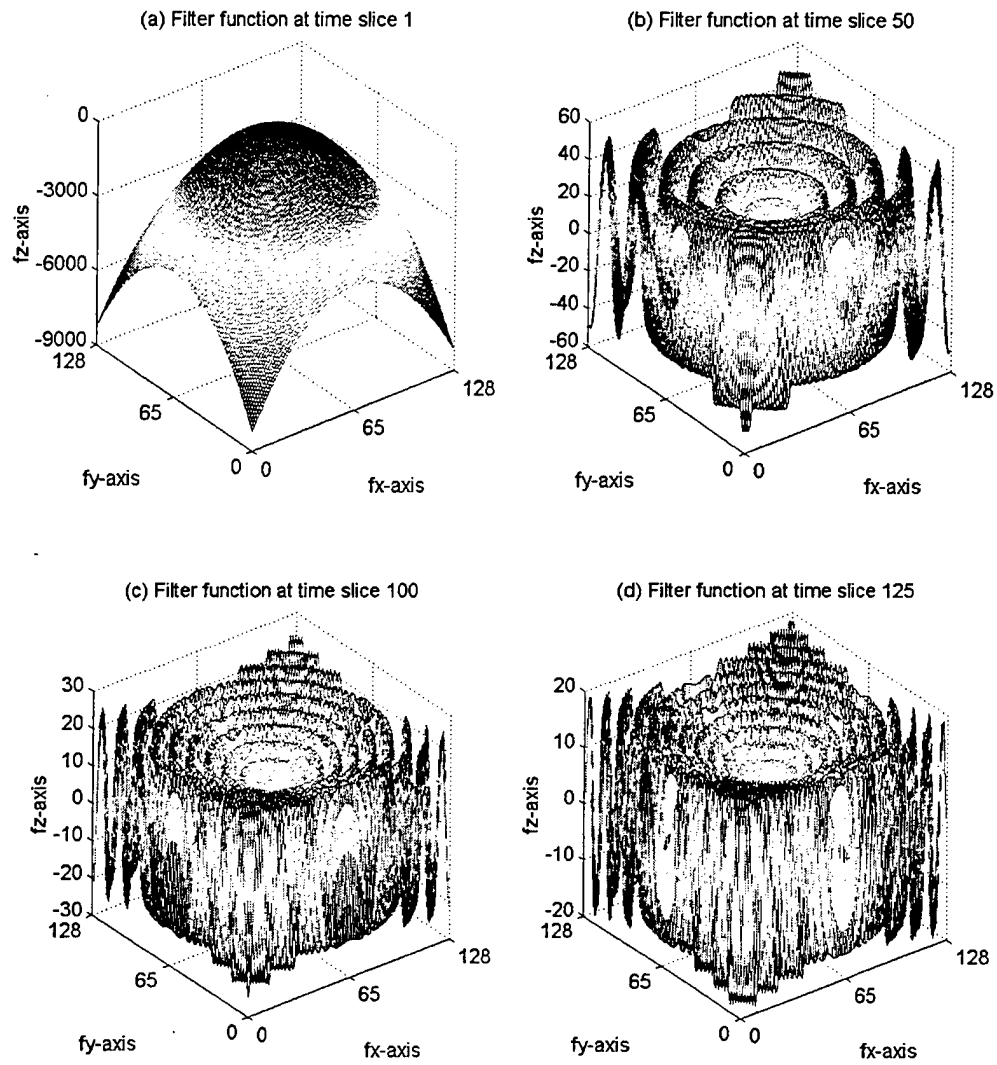 (a) Filter function at time slice 1
0
-3000
-6000
-9000
fz-axis
128
65
0
0
65
128
fy-axis
fx-axis
(b) Filter function at time slice 50
60
40
20
0
-20
-40
-60
fz-axis
128
65
0
0
65
128
fy-axis
fx-axis
(c) Filter function at time slice 100
30
20
10
0
-10
-20
-30
fz-axis
128
65
0
0
65
128
fy-axis
fx-axis
(d) Filter function at time slice 125
20
10
0
-10
-20
fz-axis
128
65
0
0
65
128
fy-axis
fx-axis